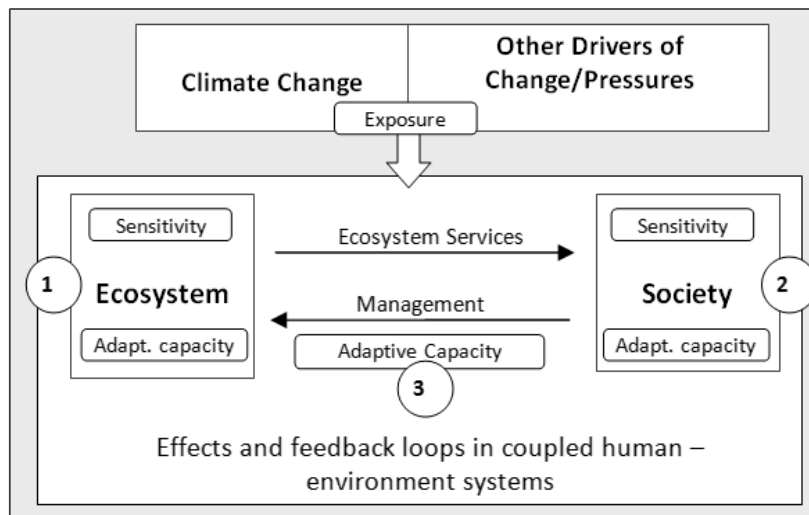 Climate Change
Other Drivers of
Change/Pressures
Exposure
Sensitivity
Ecosystem
Adapt. capacity
1
Ecosystem Services
Management
Adaptive Capacity
3
Sensitivity
Society
Adapt. capacity
2
Effects and feedback loops in coupled human –
environment systems